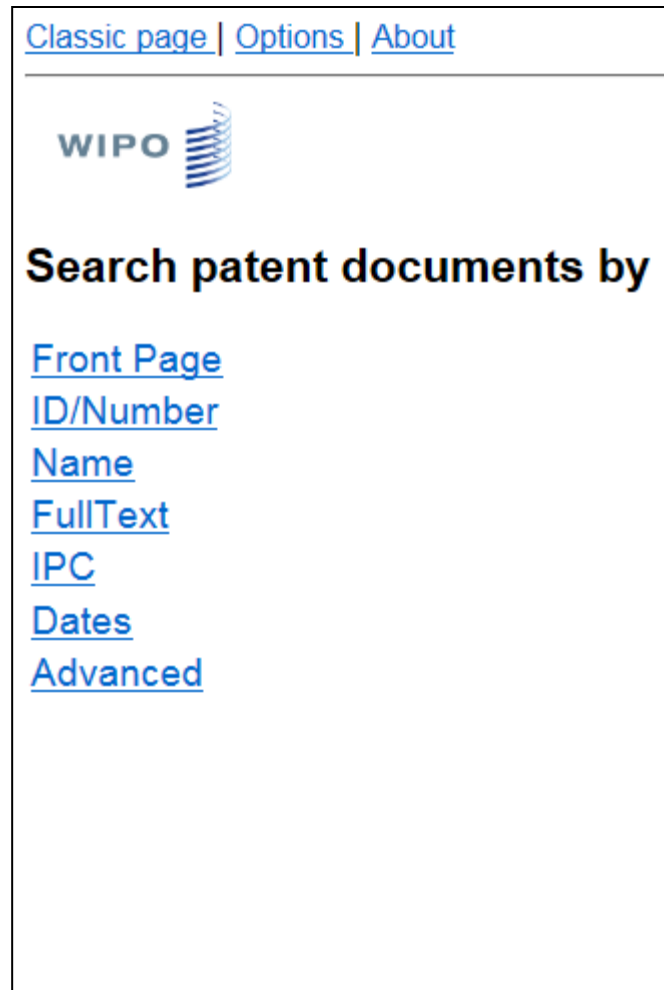 Classic page | Options | About
WIPO
Search patent documents by
Front Page
ID/Number
Name
FullText
IPC
Dates
Advanced